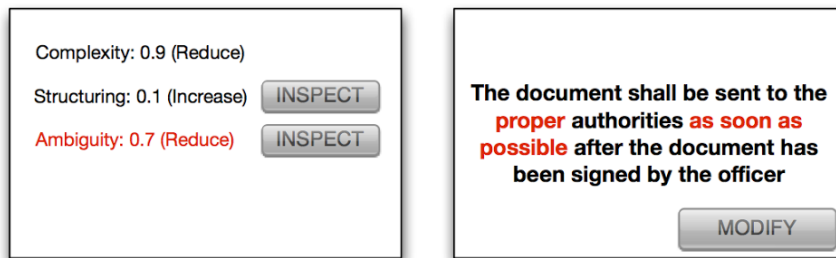 Complexity: 0.9 (Reduce)
Structuring: 0.1 (Increase) INSPECT
Ambiguity: 0.7 (Reduce) INSPECT
The document shall be sent to the
proper authorities as soon as
possible after the document has
been signed by the officer
MODIFY